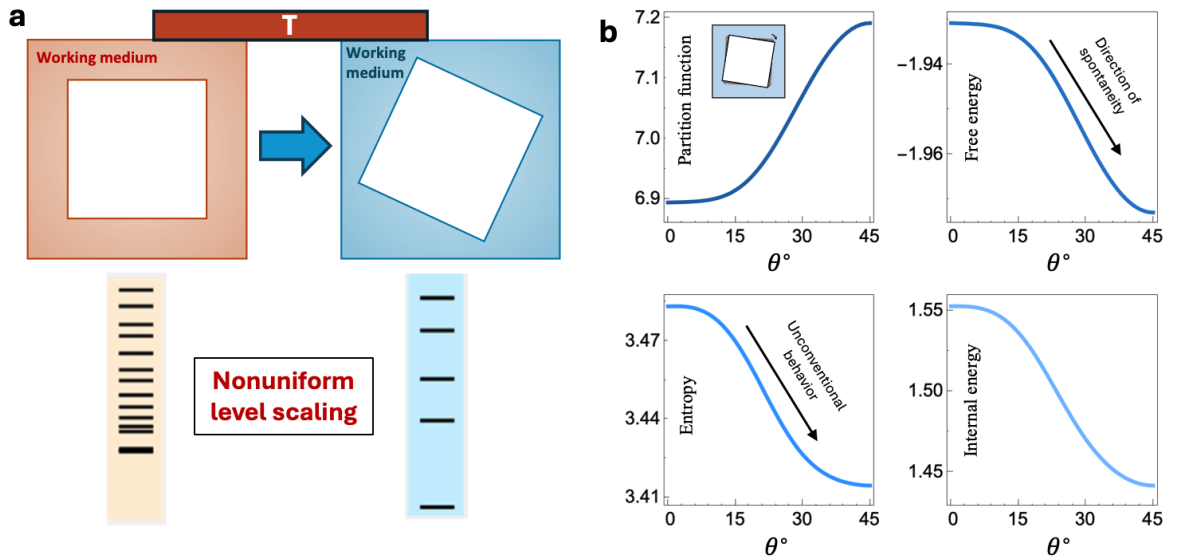 a
T
Working medium
Working
medium
Nonuniform
level scaling
b
7.2
7.1
7.0
6.9
Partition function
0 15 30 45
θ°
−1.94
−1.96
Free energy
Direction of
spontaneity
0 15 30 45
θ°
3.47
3.44
3.41
Entropy
Unconventional
behavior
0 15 30 45
θ°
1.55
1.50
1.45
Internal energy
0 15 30 45
θ°